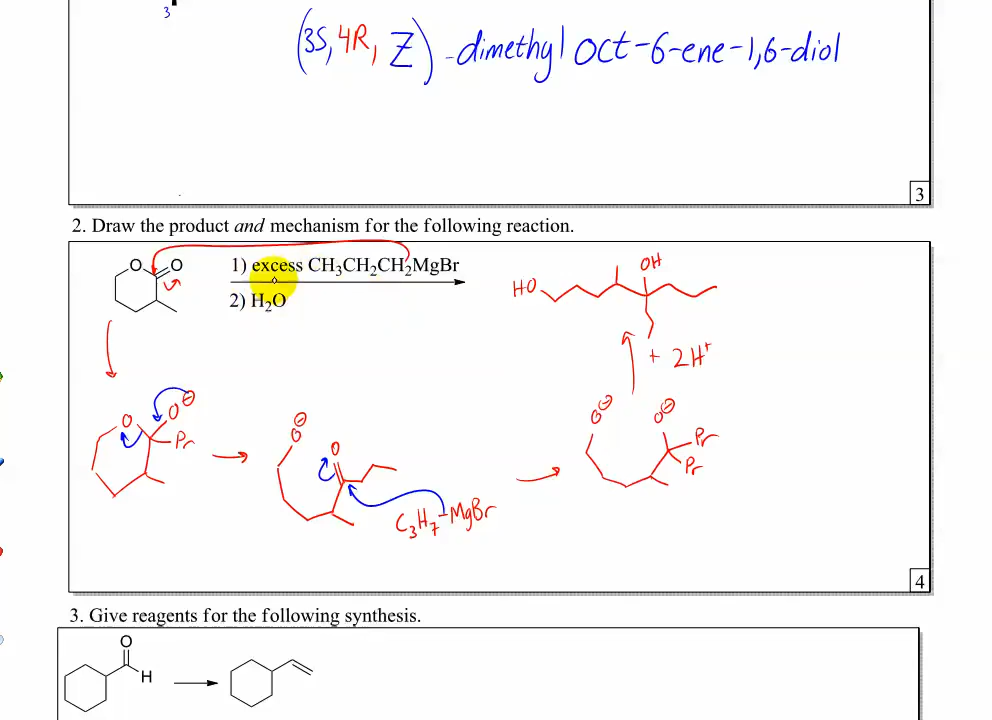 3
(3S, 4R, Z) - dimethyl oct-6-ene-1,6-diol
3
2. Draw the product and mechanism for the following reaction.
O O
1) excess CH₃CH₂CH₂MgBr
2) H₂O
HO OH
+ 2H⁺
O O⊖
Pr
O⊖
O
C₃H₇-MgBr
O⊖ O⊖
Pr
Pr
4
3. Give reagents for the following synthesis.
O
H